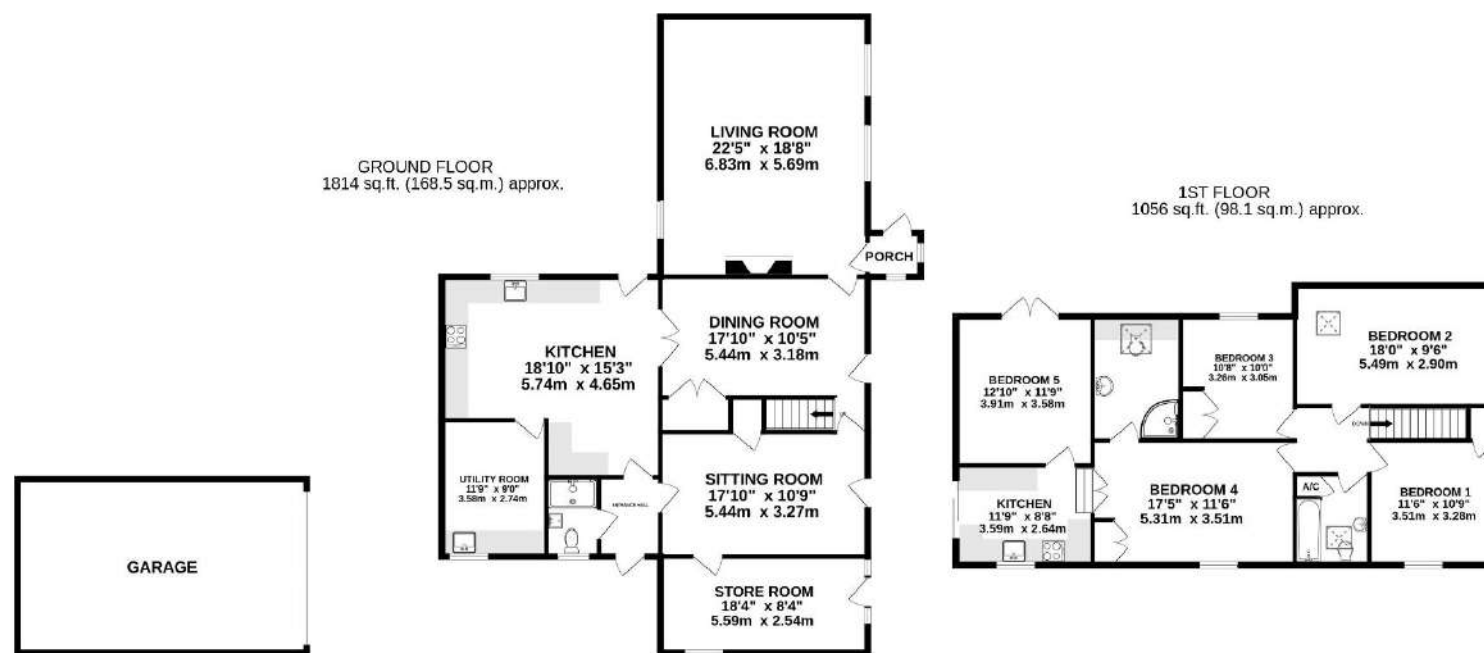 GROUND FLOOR
1814 sq.ft. (168.5 sq.m.) approx.
LIVING ROOM
22'5" x 18'8"
6.83m x 5.69m
PORCH
KITCHEN
18'10" x 15'3"
5.74m x 4.65m
DINING ROOM
17'10" x 10'5"
5.44m x 3.18m
UTILITY ROOM
11'9" x 9'0"
3.58m x 2.74m
SITTING ROOM
17'10" x 10'9"
5.44m x 3.27m
STORE ROOM
18'4" x 8'4"
5.59m x 2.54m
GARAGE
1ST FLOOR
1056 sq.ft. (98.1 sq.m.) approx.
BEDROOM 5
12'10" x 11'9"
3.91m x 3.58m
BEDROOM 3
10'8" x 10'0"
3.26m x 3.05m
BEDROOM 2
18'0" x 9'6"
5.49m x 2.90m
DOWN
KITCHEN
11'9" x 8'8"
3.59m x 2.64m
BEDROOM 4
17'5" x 11'6"
5.31m x 3.51m
A/C
BEDROOM 1
11'6" x 10'9"
3.51m x 3.28m